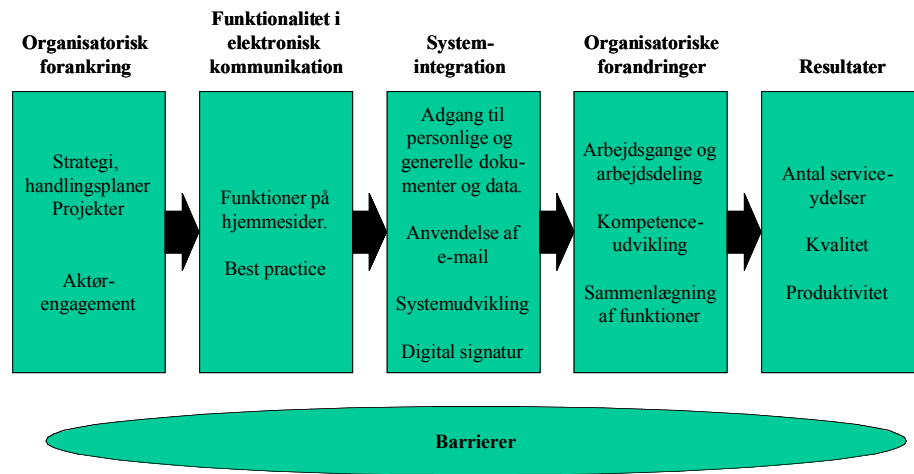 Organisatorisk
forankring
Funktionalitet i
elektronisk
kommunikation
System-
integration
Organisatoriske
forandringer
Resultater
Strategi,
handlingsplaner
Projekter
Aktør-
engagement
Funktioner på
hjemmesider.
Best practice
Adgang til
personlige og
generelle doku-
menter og data.
Anvendelse af
e-mail
Systemudvikling
Digital signatur
Arbejdsgange og
arbejdsdeling
Kompetence-
udvikling
Sammenlægning
af funktioner
Antal service-
ydelser
Kvalitet
Produktivitet
Barrierer